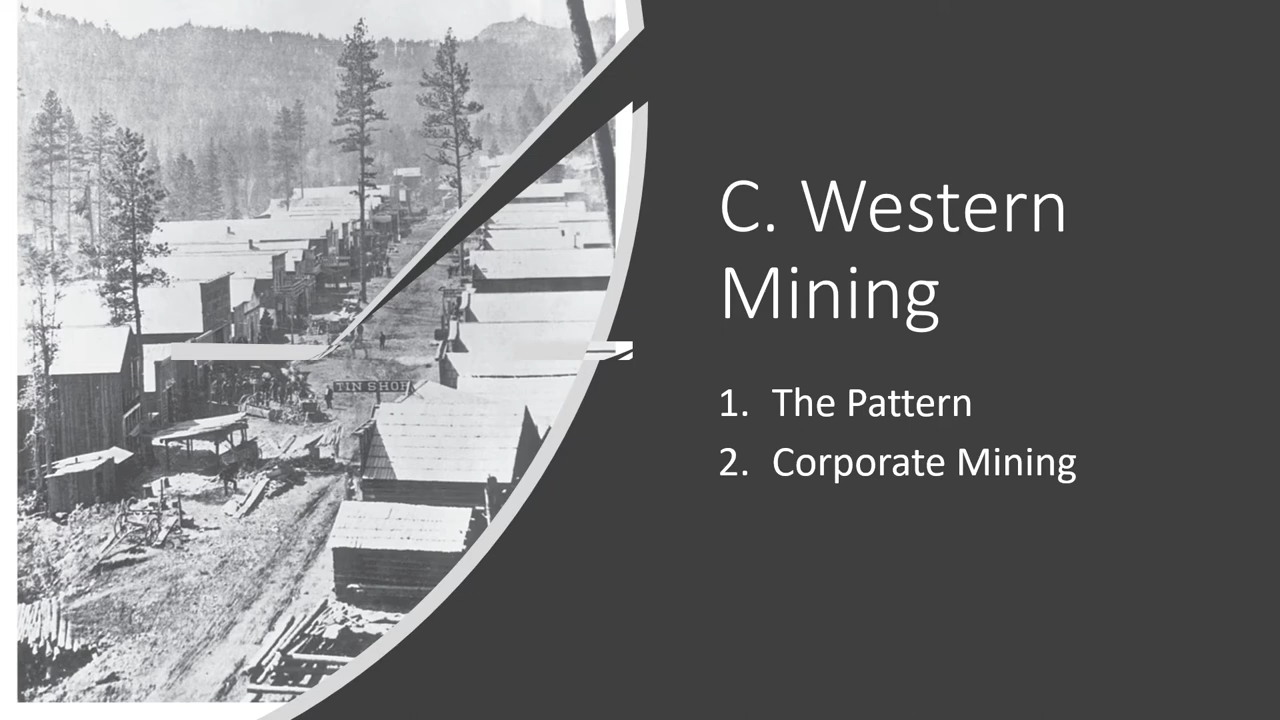 C. Western
Mining
1. The Pattern
2. Corporate Mining
TIN SHOP